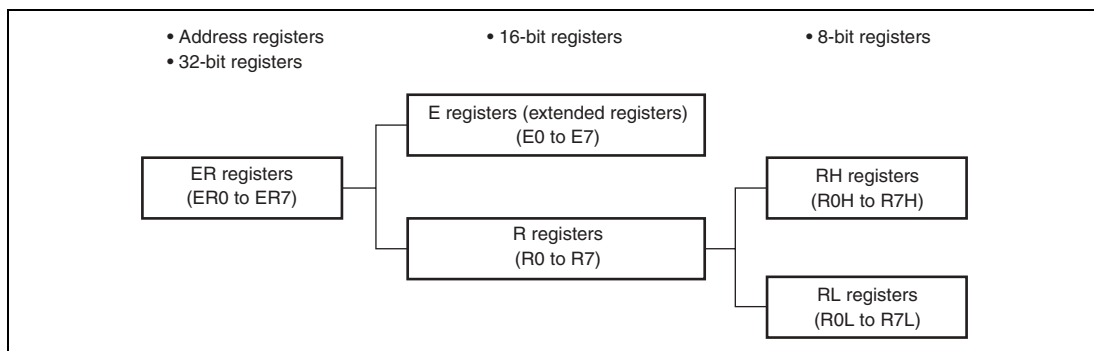 • Address registers
• 32-bit registers
• 16-bit registers
• 8-bit registers
E registers (extended registers)
(E0 to E7)
ER registers
(ER0 to ER7)
RH registers
(R0H to R7H)
R registers
(R0 to R7)
RL registers
(R0L to R7L)